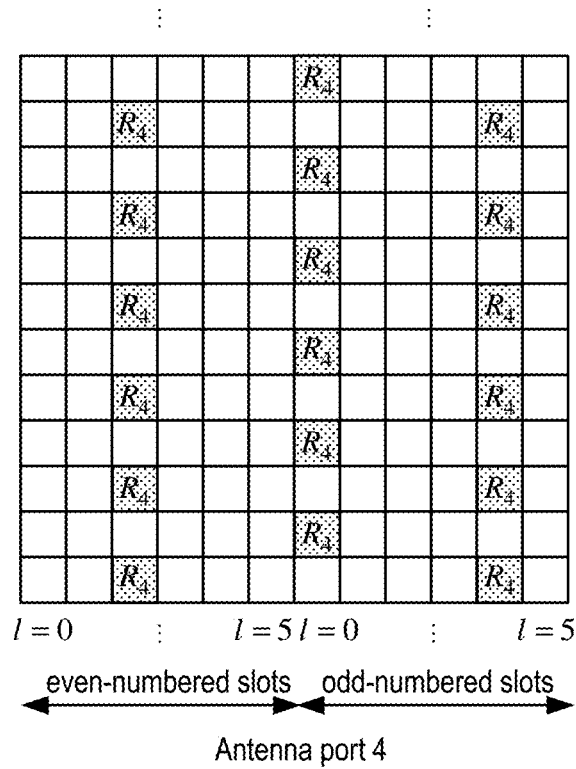 ⋮ ⋮
R₄
R₄ R₄
R₄
R₄ R₄
R₄
R₄ R₄
R₄
R₄ R₄
R₄
R₄ R₄
R₄
R₄ R₄
l = 0 ⋮ l = 5 l = 0 ⋮ l = 5
even-numbered slots odd-numbered slots
Antenna port 4